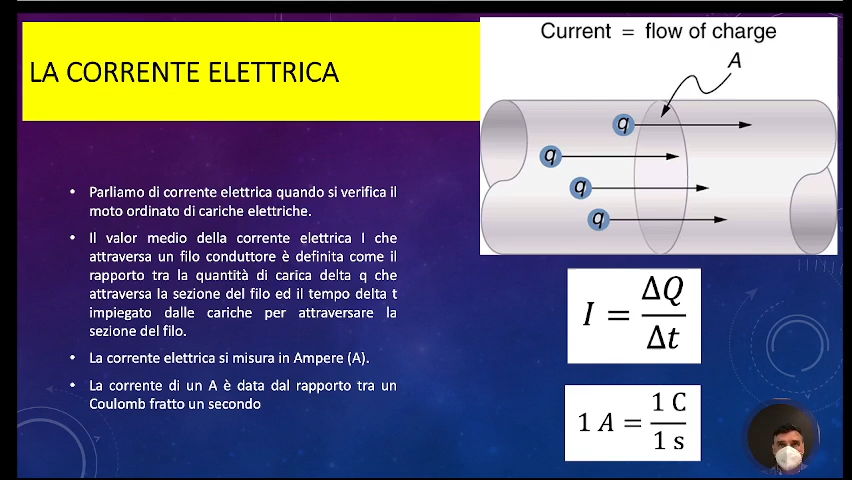 LA CORRENTE ELETTRICA
Current = flow of charge
A
q
q
q
q
• Parliamo di corrente elettrica quando si verifica il
moto ordinato di cariche elettriche.
• Il valor medio della corrente elettrica I che
attraversa un filo conduttore è definita come il
rapporto tra la quantità di carica delta q che
attraversa la sezione del filo ed il tempo delta t
impiegato dalle cariche per attraversare la
sezione del filo.
• La corrente elettrica si misura in Ampere (A).
• La corrente di un A è data dal rapporto tra un
Coulomb fratto un secondo
I = ΔQ/Δt
1 A = 1 C/1 s